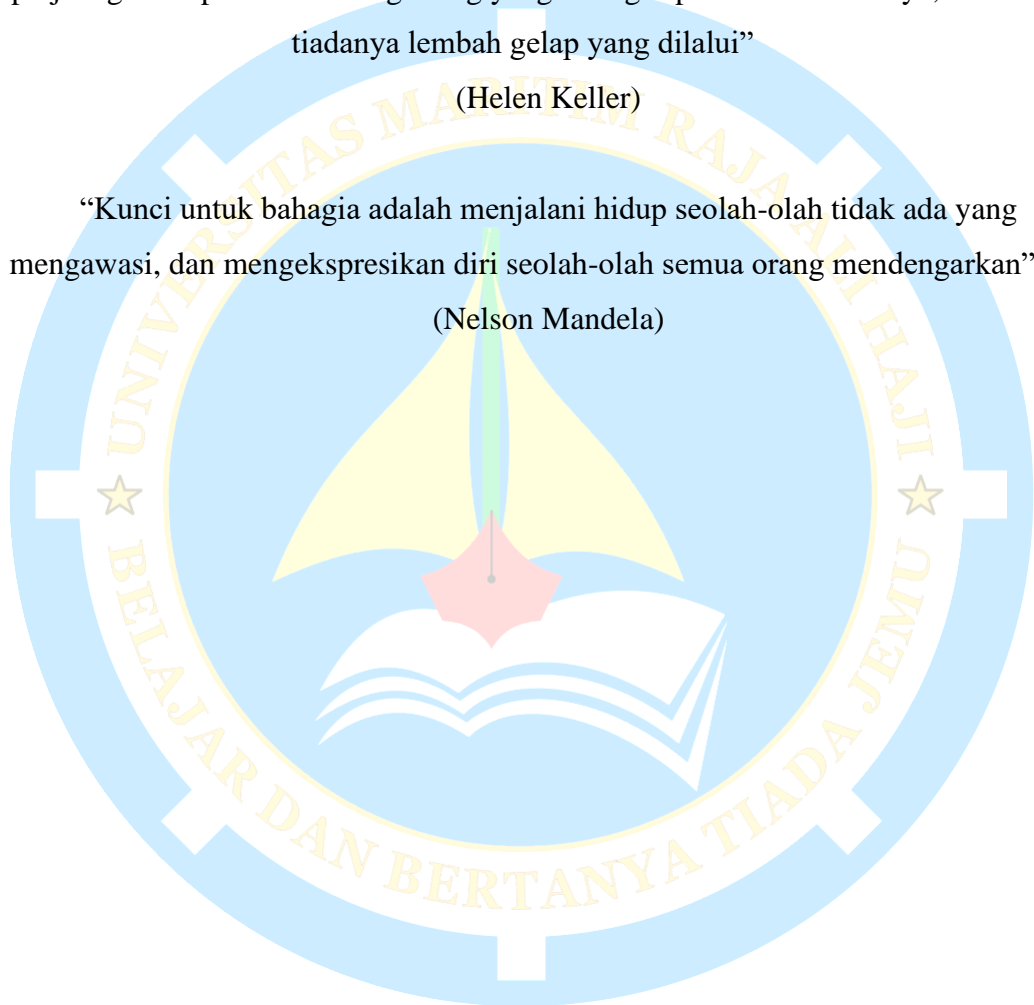 tiadanya lembah gelap yang dilalui”
(Helen Keller)
“Kunci untuk bahagia adalah menjalani hidup seolah-olah tidak ada yang
mengawasi, dan mengekspresikan diri seolah-olah semua orang mendengarkan”
(Nelson Mandela)
UNIVERSITAS MARITIM RAJA ALI HAJI
BELAJAR DAN BERTANYA TIADA JEMU